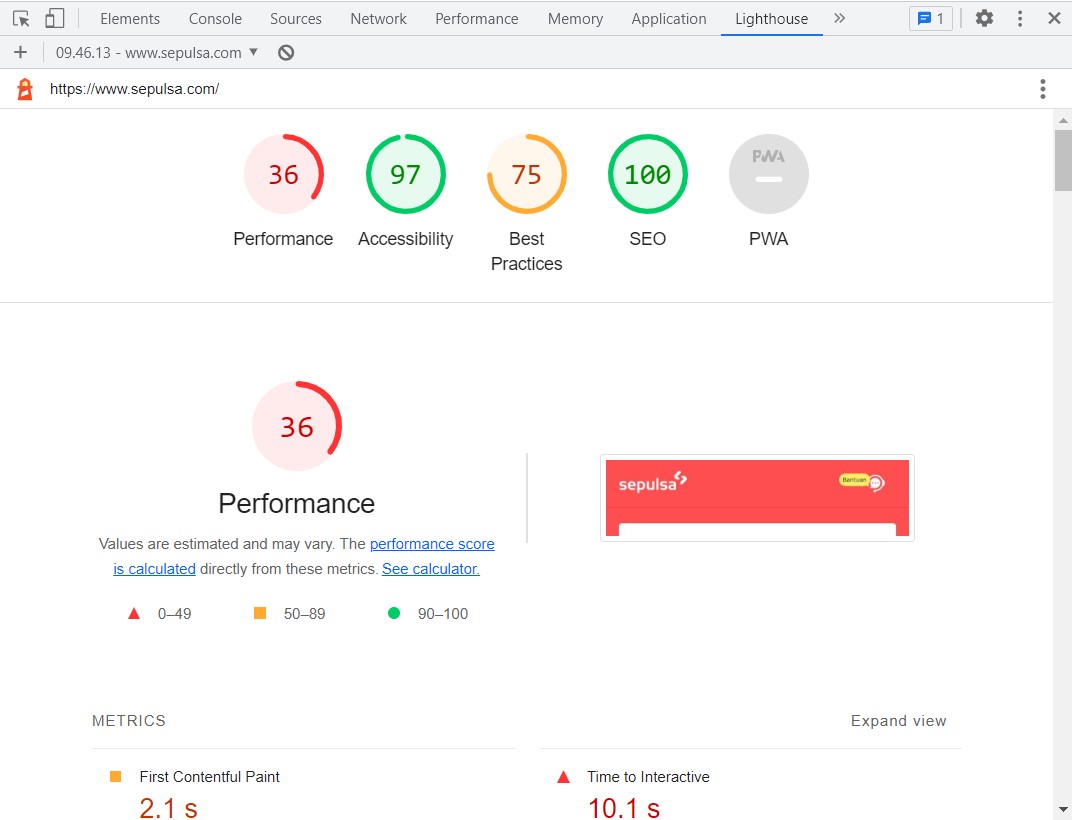 Elements Console Sources Network Performance Memory Application Lighthouse 1
09.46.13 - www.sepulsa.com
https://www.sepulsa.com/
36 97 75 100 PWA
Performance Accessibility Best Practices SEO PWA
36
Performance
Values are estimated and may vary. The performance score
is calculated directly from these metrics. See calculator.
0–49 50–89 90–100
sepulsa Bantuan
METRICS Expand view
First Contentful Paint Time to Interactive
2.1 s 10.1 s